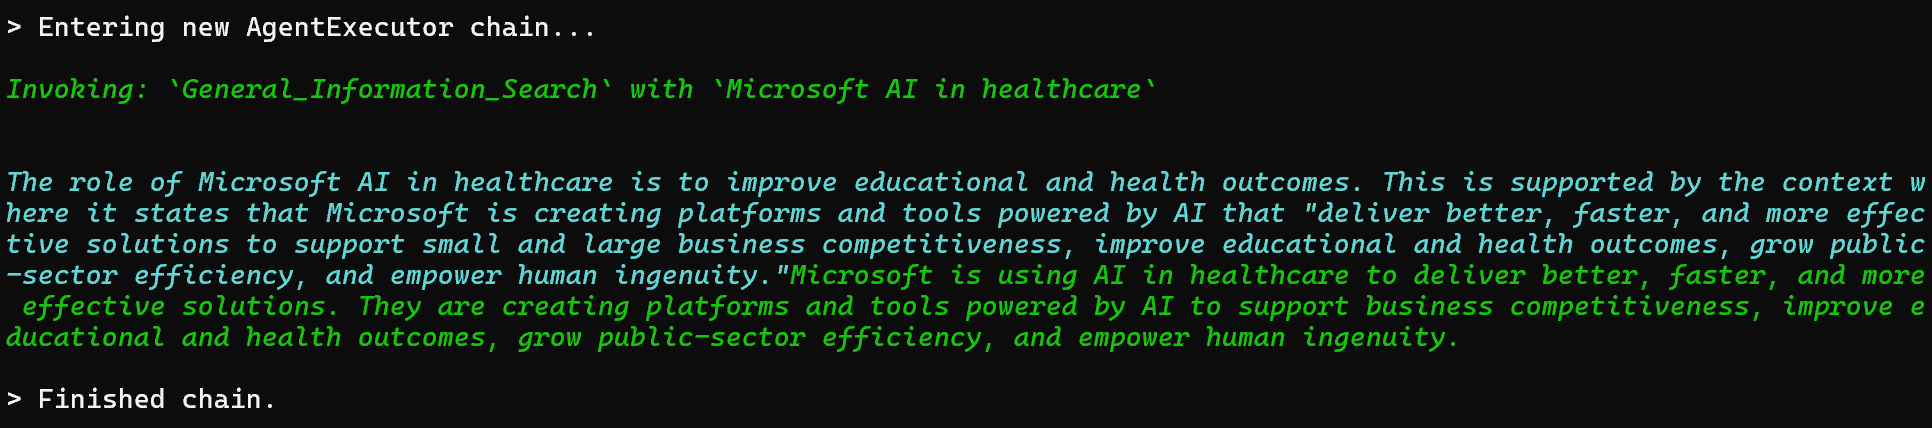 > Entering new AgentExecutor chain...
Invoking: `General_Information_Search` with `Microsoft AI in healthcare`
The role of Microsoft AI in healthcare is to improve educational and health outcomes. This is supported by the context w
here it states that Microsoft is creating platforms and tools powered by AI that "deliver better, faster, and more effec
tive solutions to support small and large business competitiveness, improve educational and health outcomes, grow public
-sector efficiency, and empower human ingenuity."Microsoft is using AI in healthcare to deliver better, faster, and more
 effective solutions. They are creating platforms and tools powered by AI to support business competitiveness, improve e
ducational and health outcomes, grow public-sector efficiency, and empower human ingenuity.
> Finished chain.